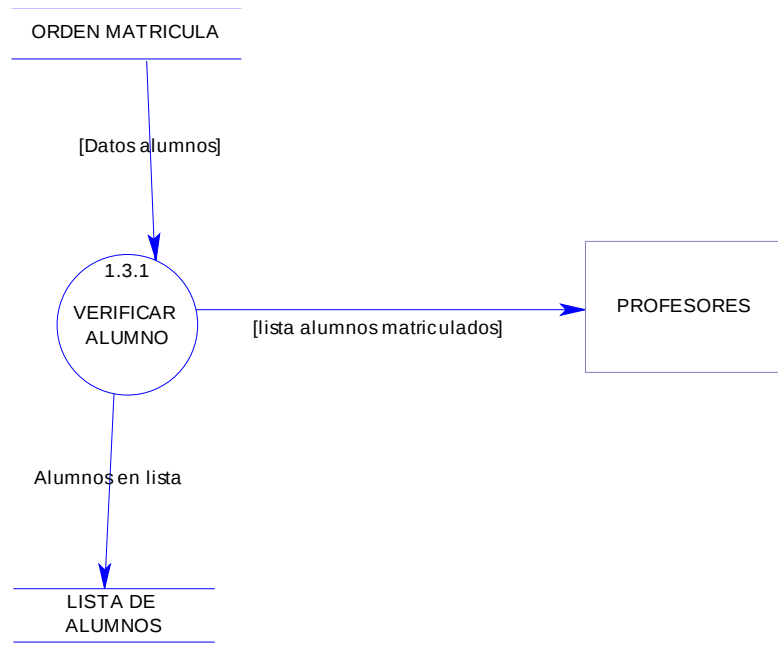 ORDEN MATRICULA
[Datos alumnos]
1.3.1
VERIFICAR
ALUMNO
[lista alumnos matriculados]
PROFESORES
Alumnos en lista
LISTA DE
ALUMNOS